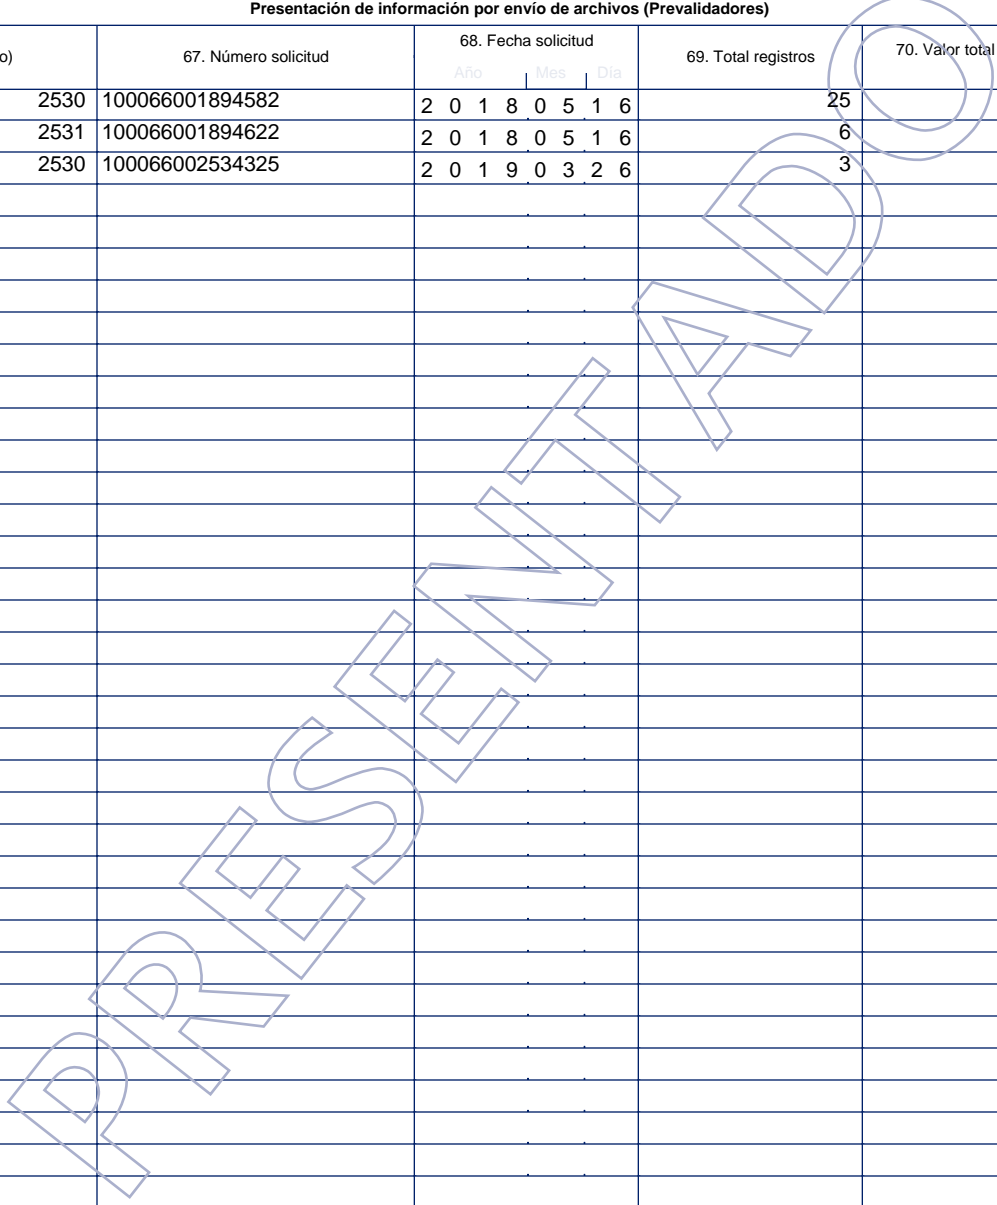 Presentación de información por envío de archivos (Prevalidadores)
o) 67. Número solicitud 68. Fecha solicitud 69. Total registros 70. Valor total
Año Mes Día
2530 100066001894582 2 0 1 8 0 5 1 6 25
2531 100066001894622 2 0 1 8 0 5 1 6 6
2530 100066002534325 2 0 1 9 0 3 2 6 3
PRESENTADO